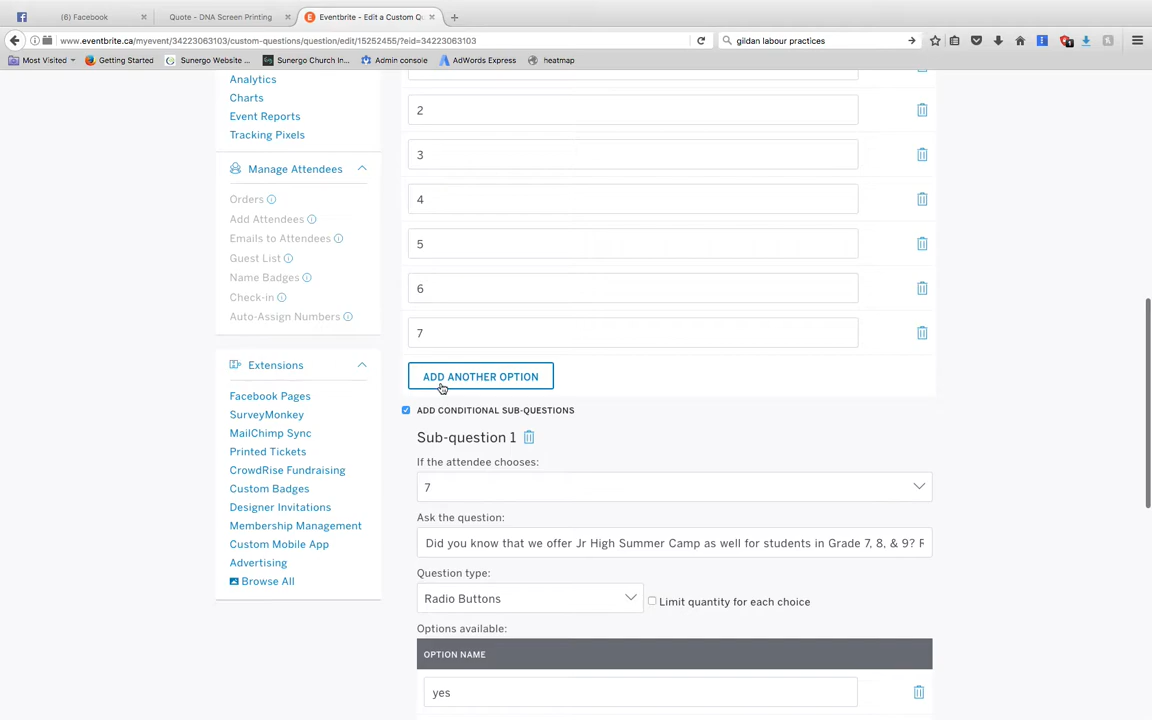 (6) Facebook
Quote - DNA Screen Printing
Eventbrite - Edit a Custom Q
www.eventbrite.ca/myevent/34223063103/custom-questions/question/edit/15252455/?eid=34223063103
gildan labour practices
Most Visited
Getting Started
Sunergo Website ...
Sunergo Church In...
Admin console
AdWords Express
heatmap
Analytics
Charts
Event Reports
Tracking Pixels
Manage Attendees
Orders
Add Attendees
Emails to Attendees
Guest List
Name Badges
Check-in
Auto-Assign Numbers
Extensions
Facebook Pages
SurveyMonkey
MailChimp Sync
Printed Tickets
CrowdRise Fundraising
Custom Badges
Designer Invitations
Membership Management
Custom Mobile App
Advertising
Browse All
2
3
4
5
6
7
ADD ANOTHER OPTION
ADD CONDITIONAL SUB-QUESTIONS
Sub-question 1
If the attendee chooses:
7
Ask the question:
Did you know that we offer Jr High Summer Camp as well for students in Grade 7, 8, & 9? F
Question type:
Radio Buttons
Limit quantity for each choice
Options available:
OPTION NAME
yes